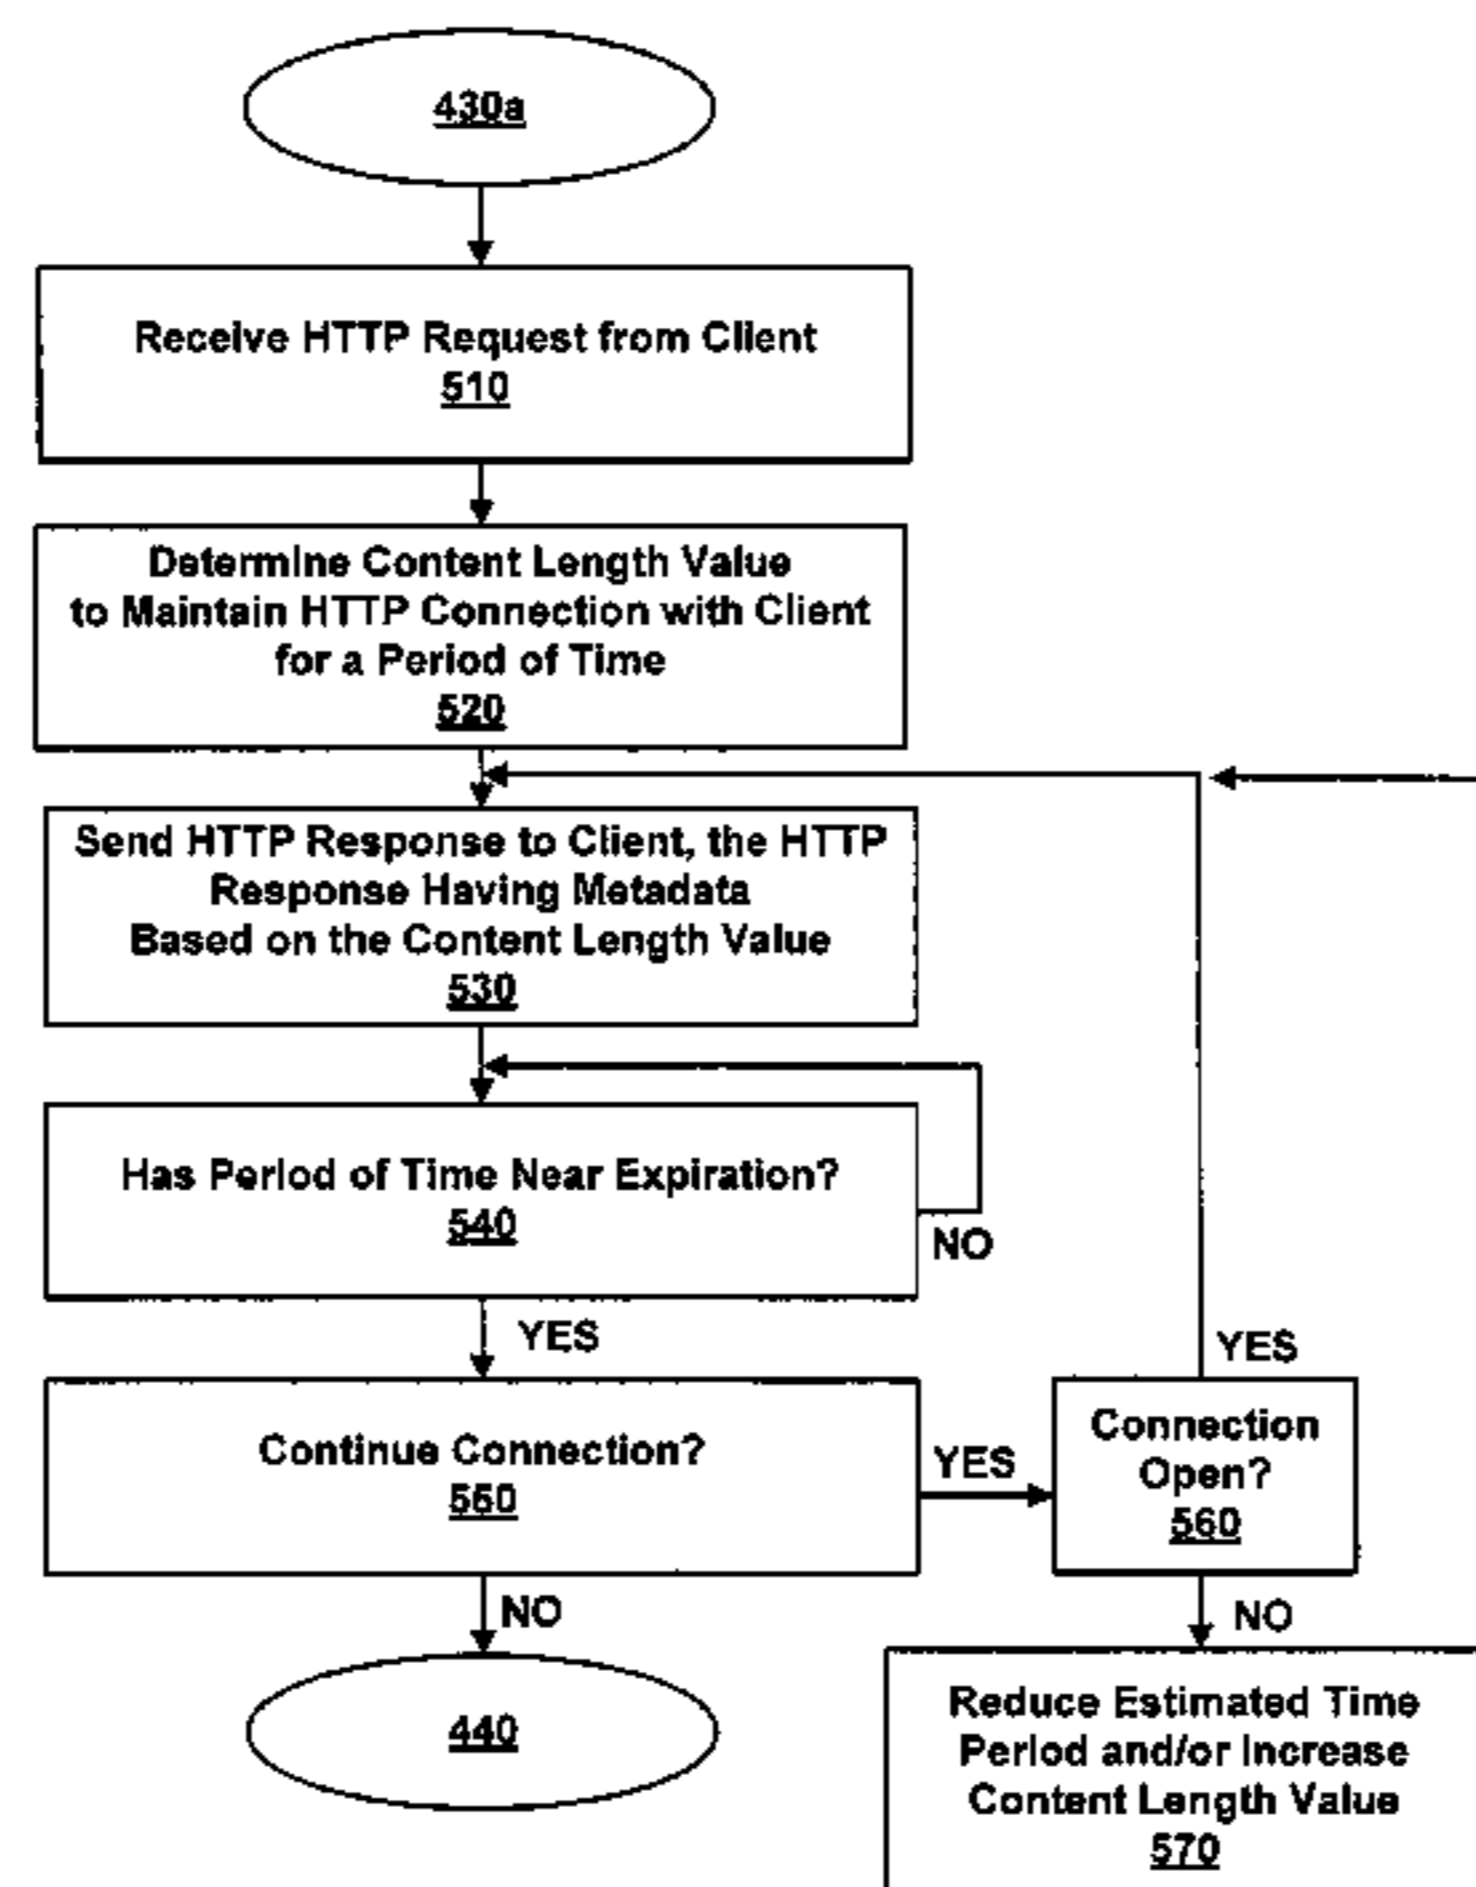 430a
Receive HTTP Request from Client
510
Determine Content Length Value
to Maintain HTTP Connection with Client
for a Period of Time
520
Send HTTP Response to Client, the HTTP
Response Having Metadata
Based on the Content Length Value
530
Has Period of Time Near Expiration?
540
NO
YES
YES
Continue Connection?
550
YES
Connection
Open?
560
NO
NO
440
Reduce Estimated Time
Period and/or Increase
Content Length Value
570